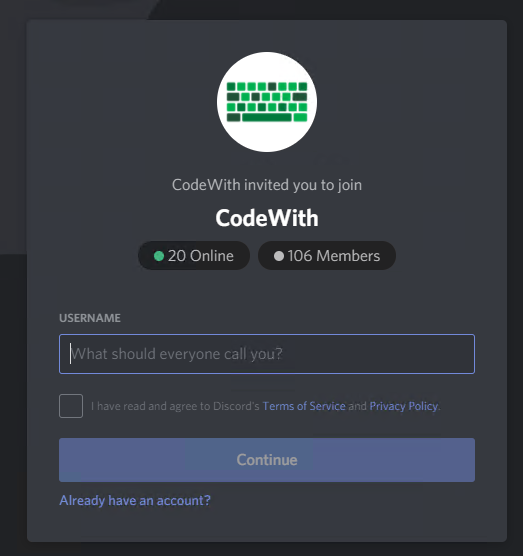 CodeWith invited you to join
CodeWith
20 Online 106 Members
USERNAME
What should everyone call you?
I have read and agree to Discord's Terms of Service and Privacy Policy.
Continue
Already have an account?